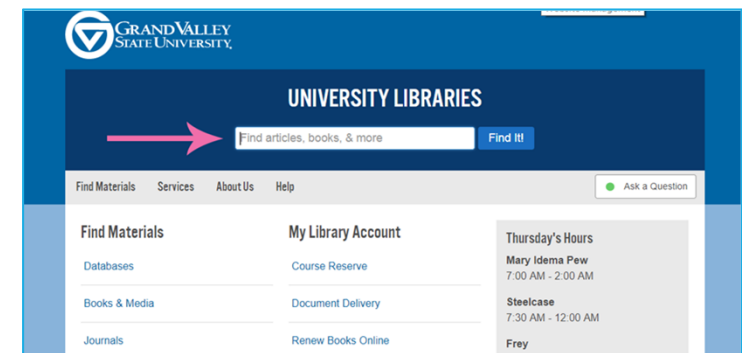 GRAND VALLEY
STATE UNIVERSITY
UNIVERSITY LIBRARIES
Find articles, books, & more
Find It!
Find Materials Services About Us Help
Ask a Question
Find Materials
Databases
Books & Media
Journals
My Library Account
Course Reserve
Document Delivery
Renew Books Online
Thursday's Hours
Mary Idema Pew
7:00 AM - 2:00 AM
Steelcase
7:30 AM - 12:00 AM
Frey